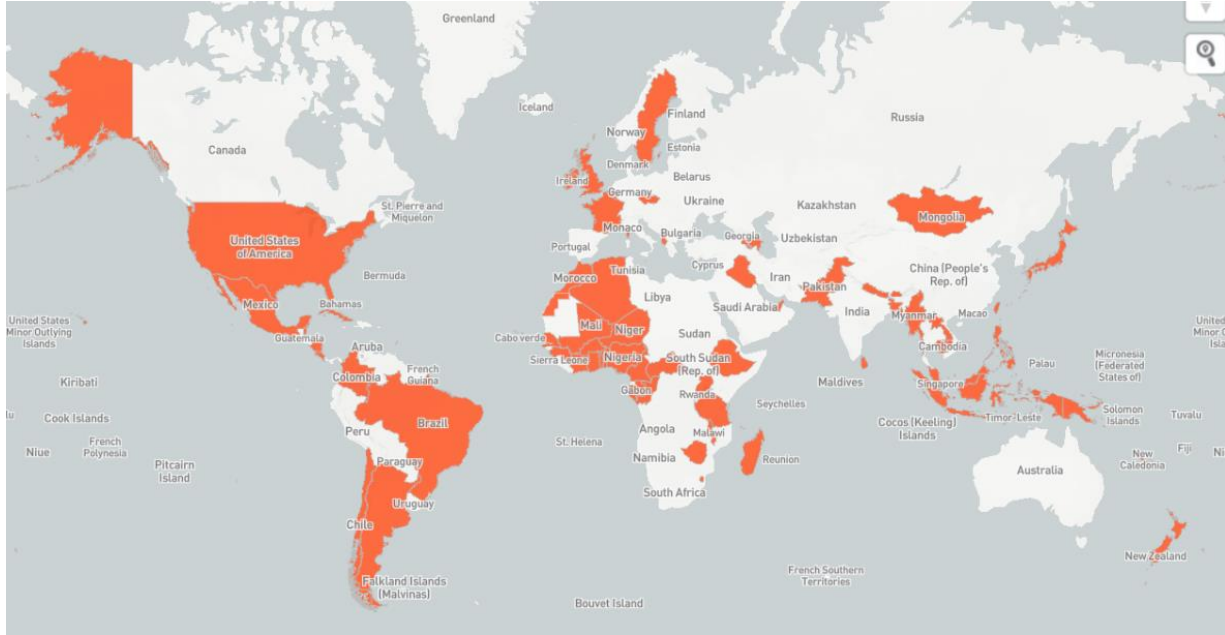 Greenland
Iceland
Finland
Norway
Russia
Estonia
Canada
Denmark
Ireland
Belarus
Germany
Ukraine
St. Pierre and
Miquelon
Kazakhstan
Mongolia
Monaco
Bulgaria
Georgia
Uzbekistan
United States
of America
Portugal
Cyprus
China (People's
Rep. of)
Bermuda
Tunisia
Morocco
Iran
Pakistan
Libya
Mexico
Bahamas
Saudi Arabia
India
Macao
Myanmar
United States
Minor Outlying
Islands
Cabo verde
Mali
Niger
Sudan
Guatemala
Aruba
Cambodia
Sierra Leone
Nigeria
South Sudan
(Rep. of)
Palau
Micronesia
(Federated
States of)
Colombia
French
Guiana
Kiribati
Maldives
Singapore
Gabon
Rwanda
Seychelles
Cook Islands
Peru
Brazil
St. Helena
Angola
Malawi
Cocos (Keeling)
Islands
Timor-Leste
Solomon
Islands
Tuvalu
Niue
French
Polynesia
Pitcairn
Island
Paraguay
Namibia
Reunion
Australia
New
Caledonia
Fiji
South Africa
Uruguay
Chile
New Zealand
Falkland Islands
(Malvinas)
French Southern
Territories
Bouvet Island